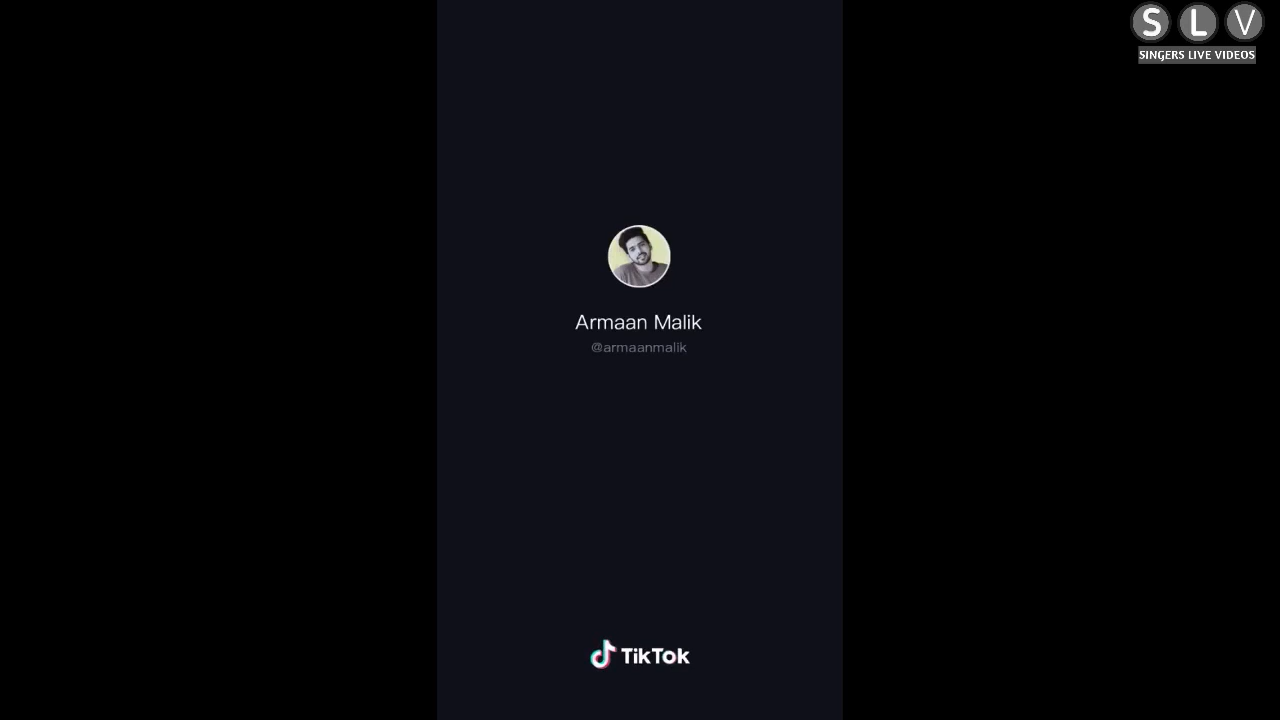 S L V
SINGERS LIVE VIDEOS
Armaan Malik
@armaanmalik
TikTok